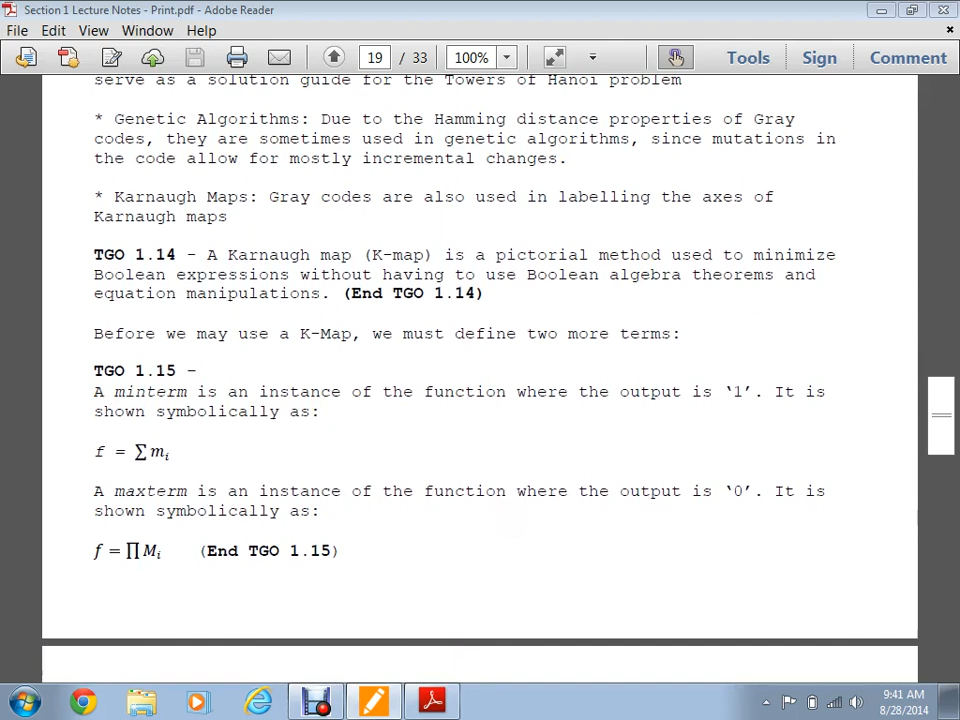 Section 1 Lecture Notes - Print.pdf - Adobe Reader
File Edit View Window Help
19 / 33 100% Tools Sign Comment
serve as a solution guide for the Towers of Hanoi problem
* Genetic Algorithms: Due to the Hamming distance properties of Gray
codes, they are sometimes used in genetic algorithms, since mutations in
the code allow for mostly incremental changes.
* Karnaugh Maps: Gray codes are also used in labelling the axes of
Karnaugh maps
TGO 1.14 - A Karnaugh map (K-map) is a pictorial method used to minimize
Boolean expressions without having to use Boolean algebra theorems and
equation manipulations. (End TGO 1.14)
Before we may use a K-Map, we must define two more terms:
TGO 1.15 –
A minterm is an instance of the function where the output is ‘1’. It is
shown symbolically as:
f = ∑ mᵢ
A maxterm is an instance of the function where the output is ‘0’. It is
shown symbolically as:
f = ∏ Mᵢ (End TGO 1.15)
9:41 AM
8/28/2014